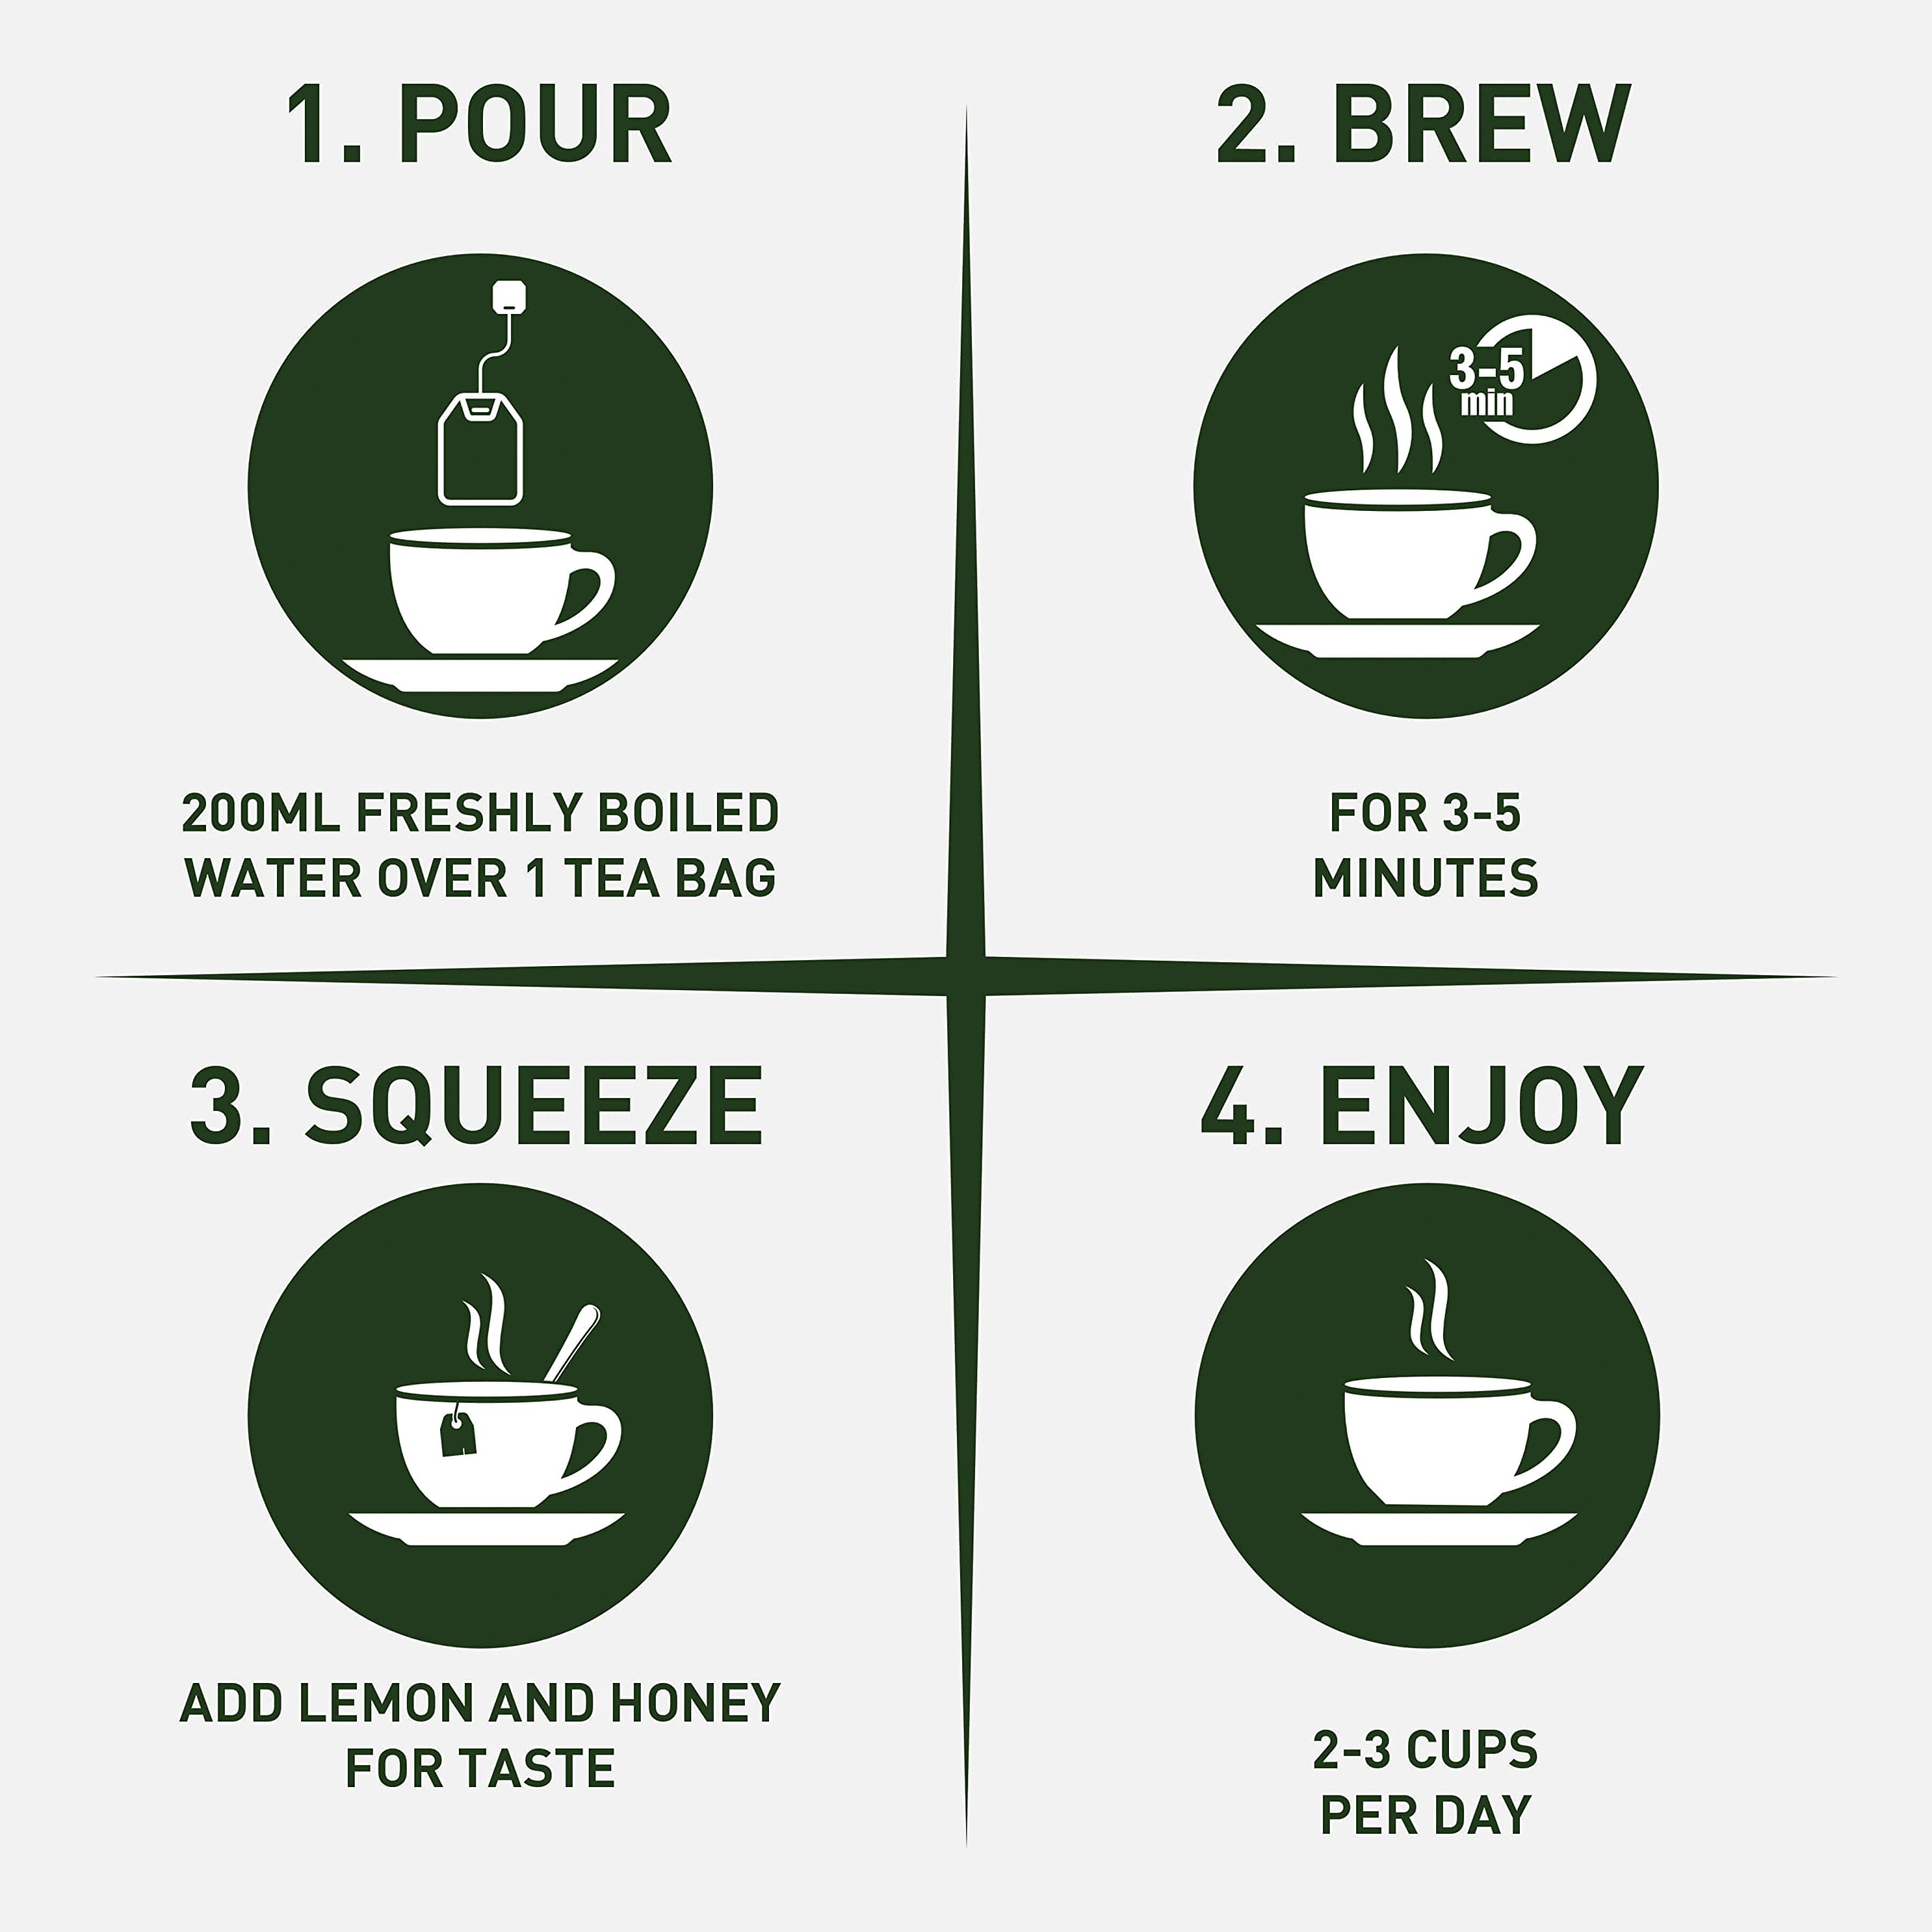 1. POUR
200ML FRESHLY BOILED
WATER OVER 1 TEA BAG
2. BREW
3-5
min
FOR 3-5
MINUTES
3. SQUEEZE
ADD LEMON AND HONEY
FOR TASTE
4. ENJOY
2-3 CUPS
PER DAY